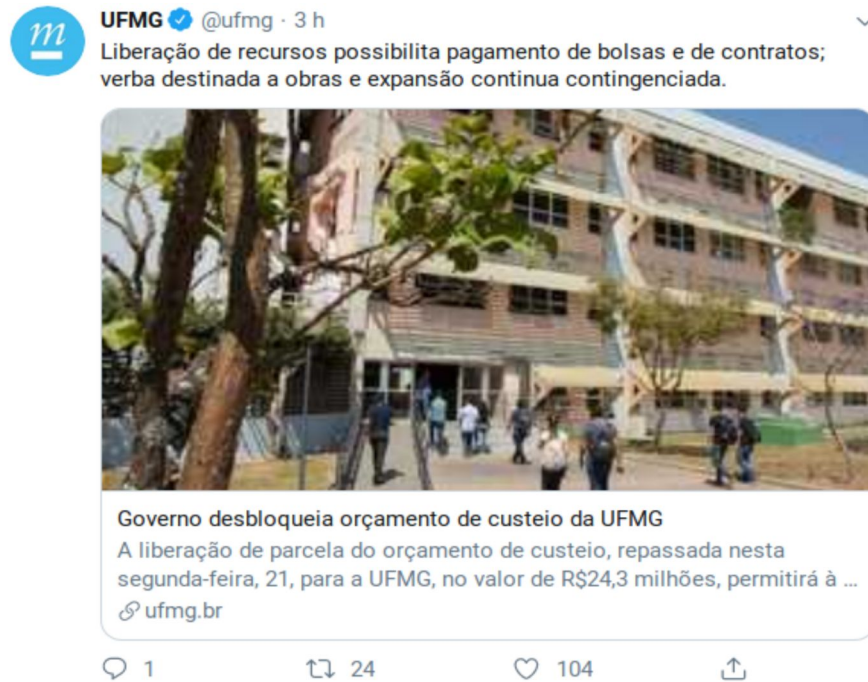 UFMG @ufmg · 3 h
Liberação de recursos possibilita pagamento de bolsas e de contratos;
verba destinada a obras e expansão continua contingenciada.
Governo desbloqueia orçamento de custeio da UFMG
A liberação de parcela do orçamento de custeio, repassada nesta
segunda-feira, 21, para a UFMG, no valor de R$24,3 milhões, permitirá à ...
ufmg.br
1 24 104